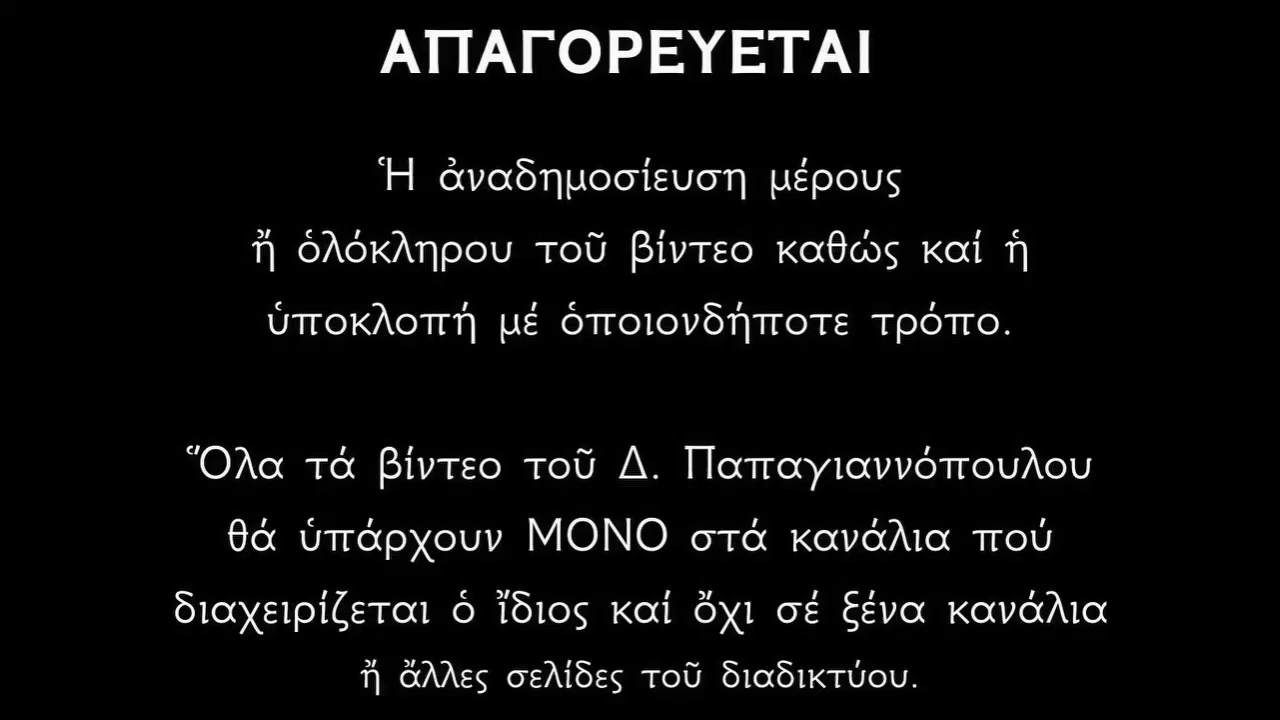 ΑΠΑΓΟΡΕΥΕΤΑΙ
Ἡ ἀναδημοσίευση μέρους
ἤ ὁλόκληρου τοῦ βίντεο καθώς καί ἡ
ὑποκλοπή μέ ὁποιονδήποτε τρόπο.
Ὅλα τά βίντεο τοῦ Δ. Παπαγιαννόπουλου
θά ὑπάρχουν ΜΟΝΟ στά κανάλια πού
διαχειρίζεται ὁ ἴδιος καί ὄχι σέ ξένα κανάλια
ἤ ἄλλες σελίδες τοῦ διαδικτύου.